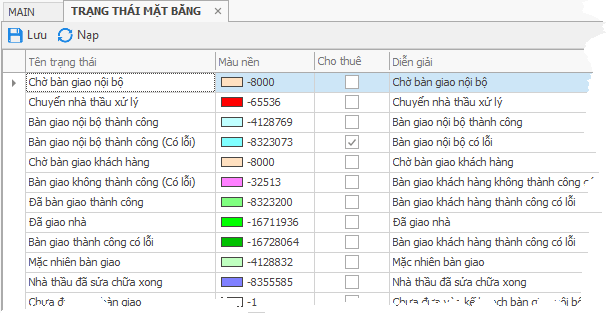 MAIN TRẠNG THÁI MẶT BẰNG
Lưu Nạp
Tên trạng thái Màu nền Cho thuê Diễn giải
Chờ bàn giao nội bộ -8000 Chờ bàn giao nội bộ
Chuyển nhà thầu xử lý -65536 Chuyển nhà thầu xử lý
Bàn giao nội bộ thành công -4128769 Bàn giao nội bộ thành công
Bàn giao nội bộ thành công (Có lỗi) -8323073 Bàn giao nội bộ có lỗi
Chờ bàn giao khách hàng -8000 Chờ bàn giao khách hàng
Bàn giao không thành công (Có lỗi) -32513 Bàn giao khách hàng không thành công có
Đã bàn giao thành công -8323200 Bàn giao khách hàng thành công có lỗi
Đã giao nhà -16711936 Đã giao nhà
Bàn giao thành công có lỗi -16728064 Bàn giao khách hàng thành công có lỗi
Mặc nhiên bàn giao -4128832 Mặc nhiên bàn giao
Nhà thầu đã sửa chữa xong -8355585 Nhà thầu đã sửa chữa xong
Chưa bàn giao -1 Chưa bàn giao nội bộ